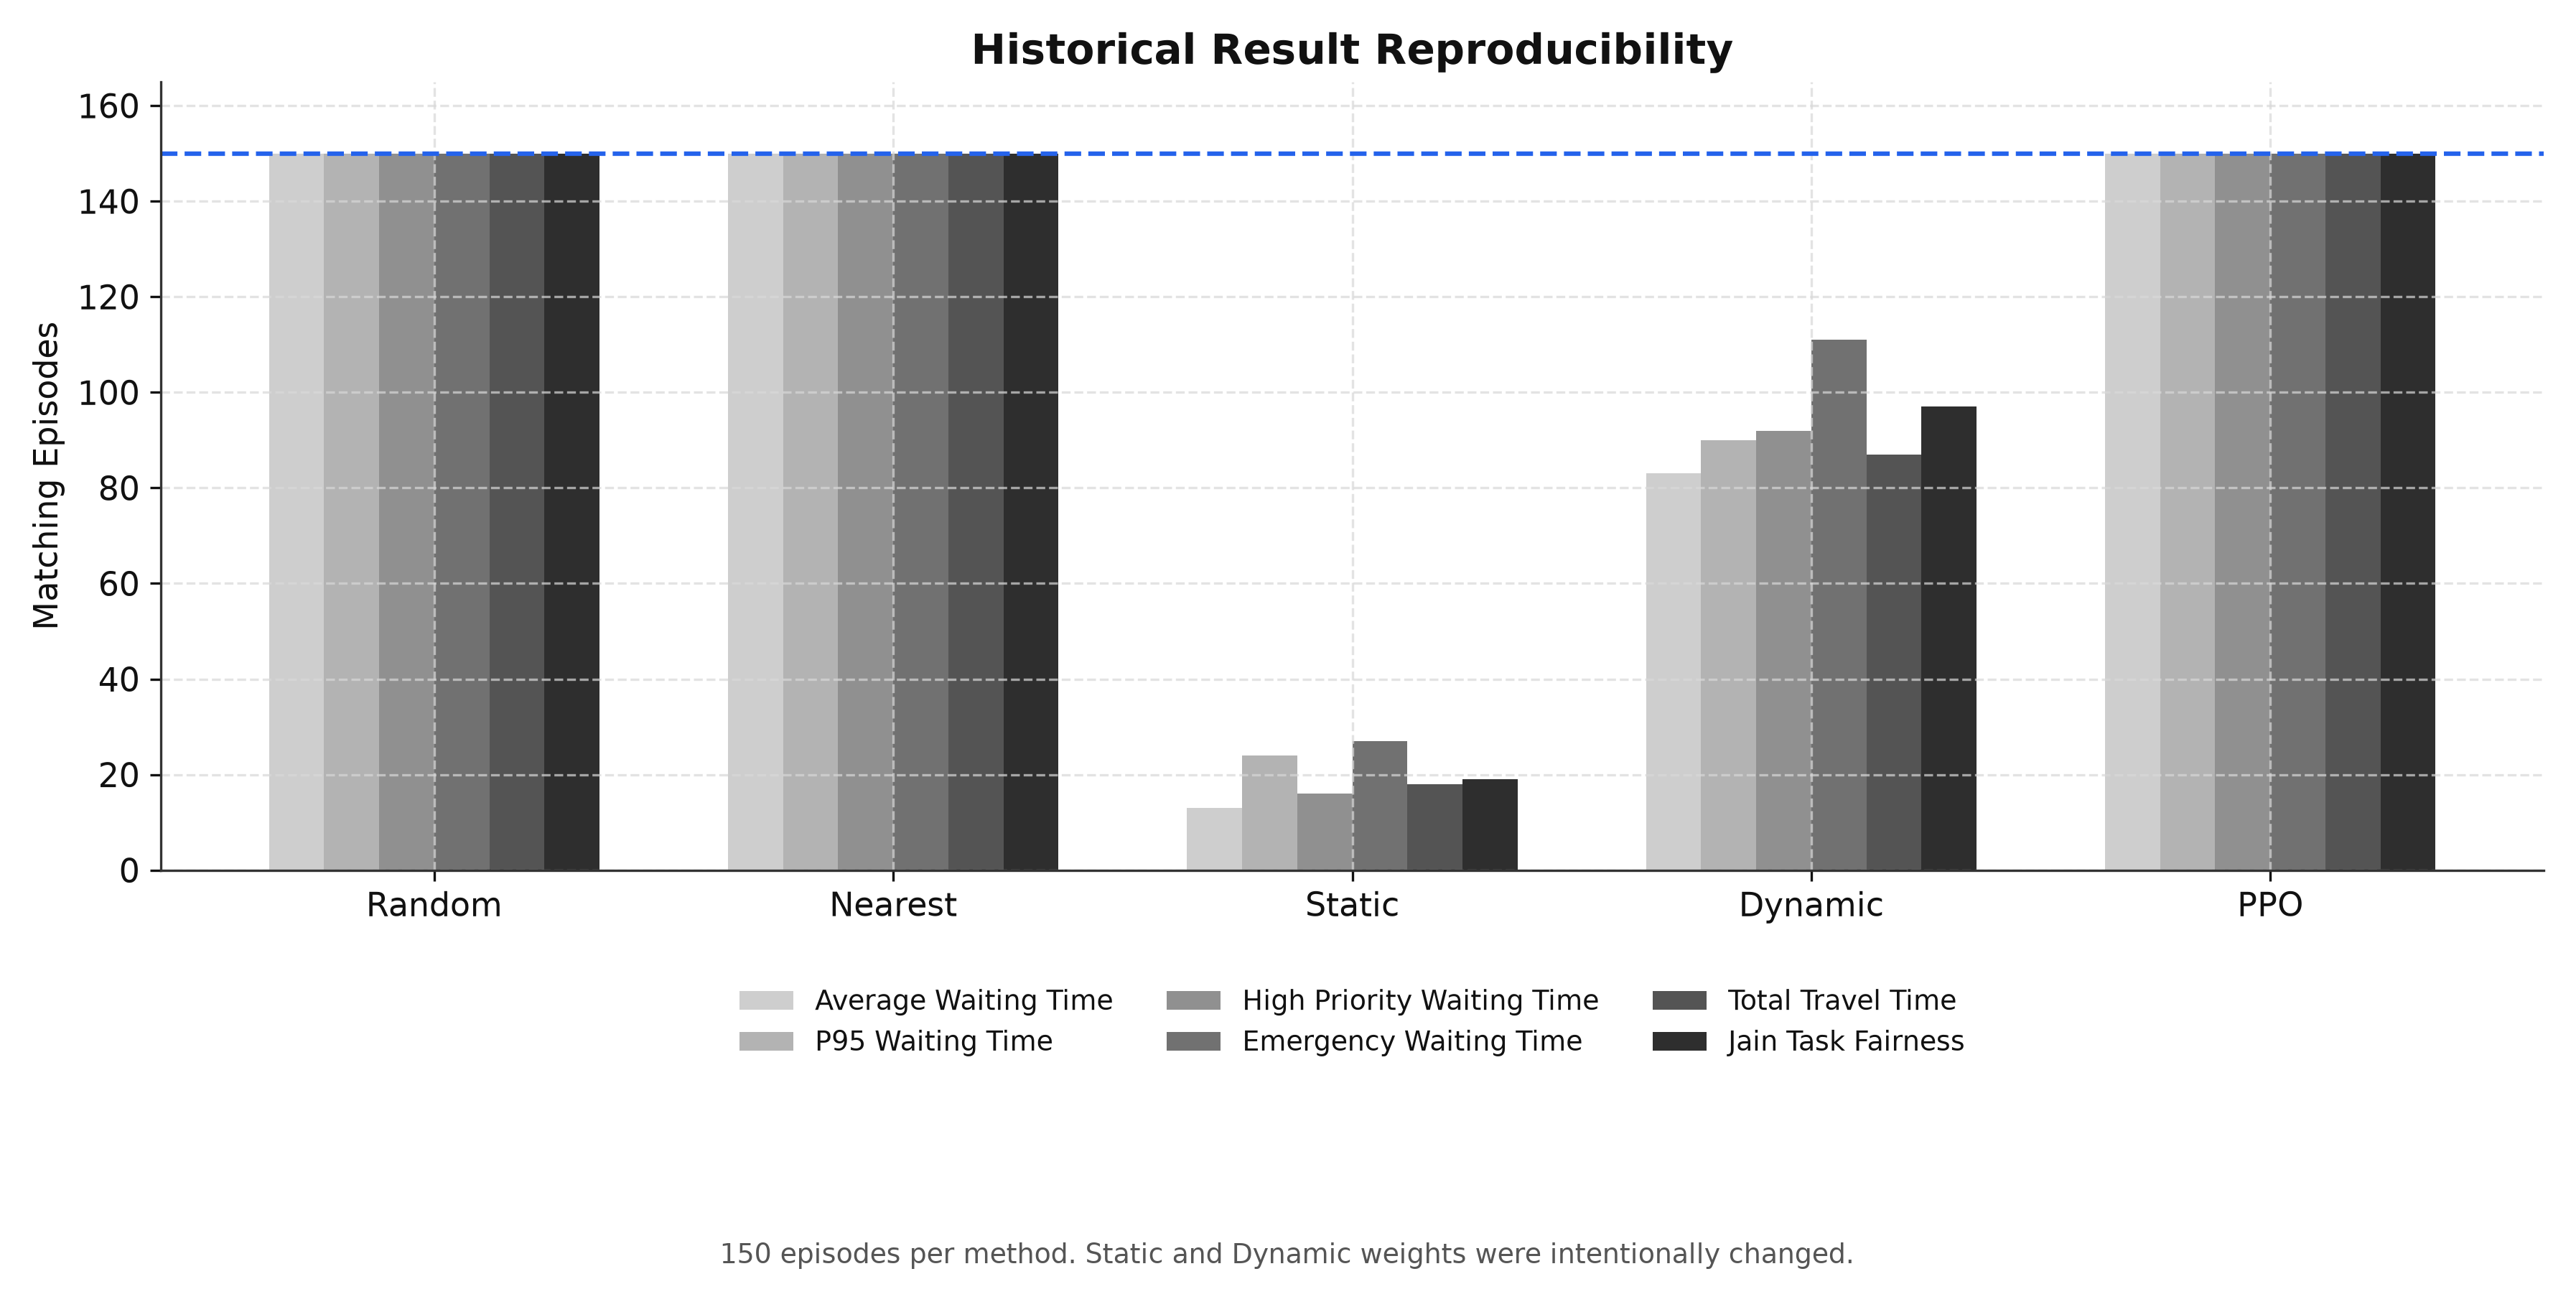 Historical Result Reproducibility
Matching Episodes
160
140
120
100
80
60
40
20
0
Random Nearest Static Dynamic PPO
Average Waiting Time High Priority Waiting Time Total Travel Time
P95 Waiting Time Emergency Waiting Time Jain Task Fairness
150 episodes per method. Static and Dynamic weights were intentionally changed.